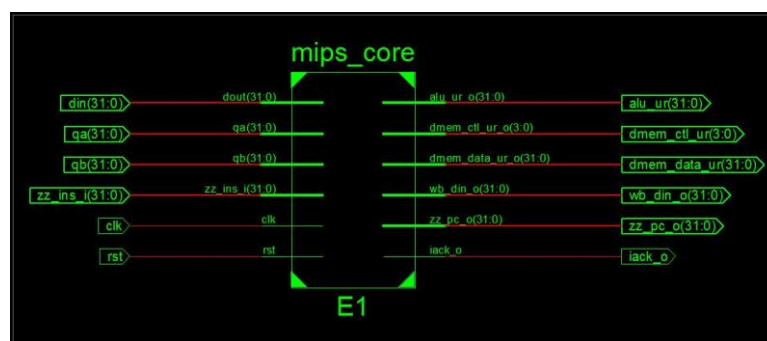 mips_core
din(31:0) dout(31:0) alu_ur_o(31:0) alu_ur(31:0)
qa(31:0) qa(31:0) dmem_ctl_ur_o(3:0) dmem_ctl_ur(3:0)
qb(31:0) qb(31:0) dmem_data_ur_o(31:0) dmem_data_ur(31:0)
zz_ins_i(31:0) zz_ins_i(31:0) wb_din_o(31:0) wb_din_o(31:0)
clk clk zz_pc_o(31:0) zz_pc_o(31:0)
rst rst iack_o iack_o
E1